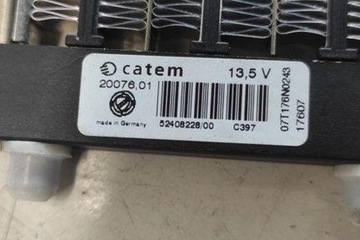 catem
13,5 V
20076,01
made in Germany
52408228/00
C397
07T176N0243
17607